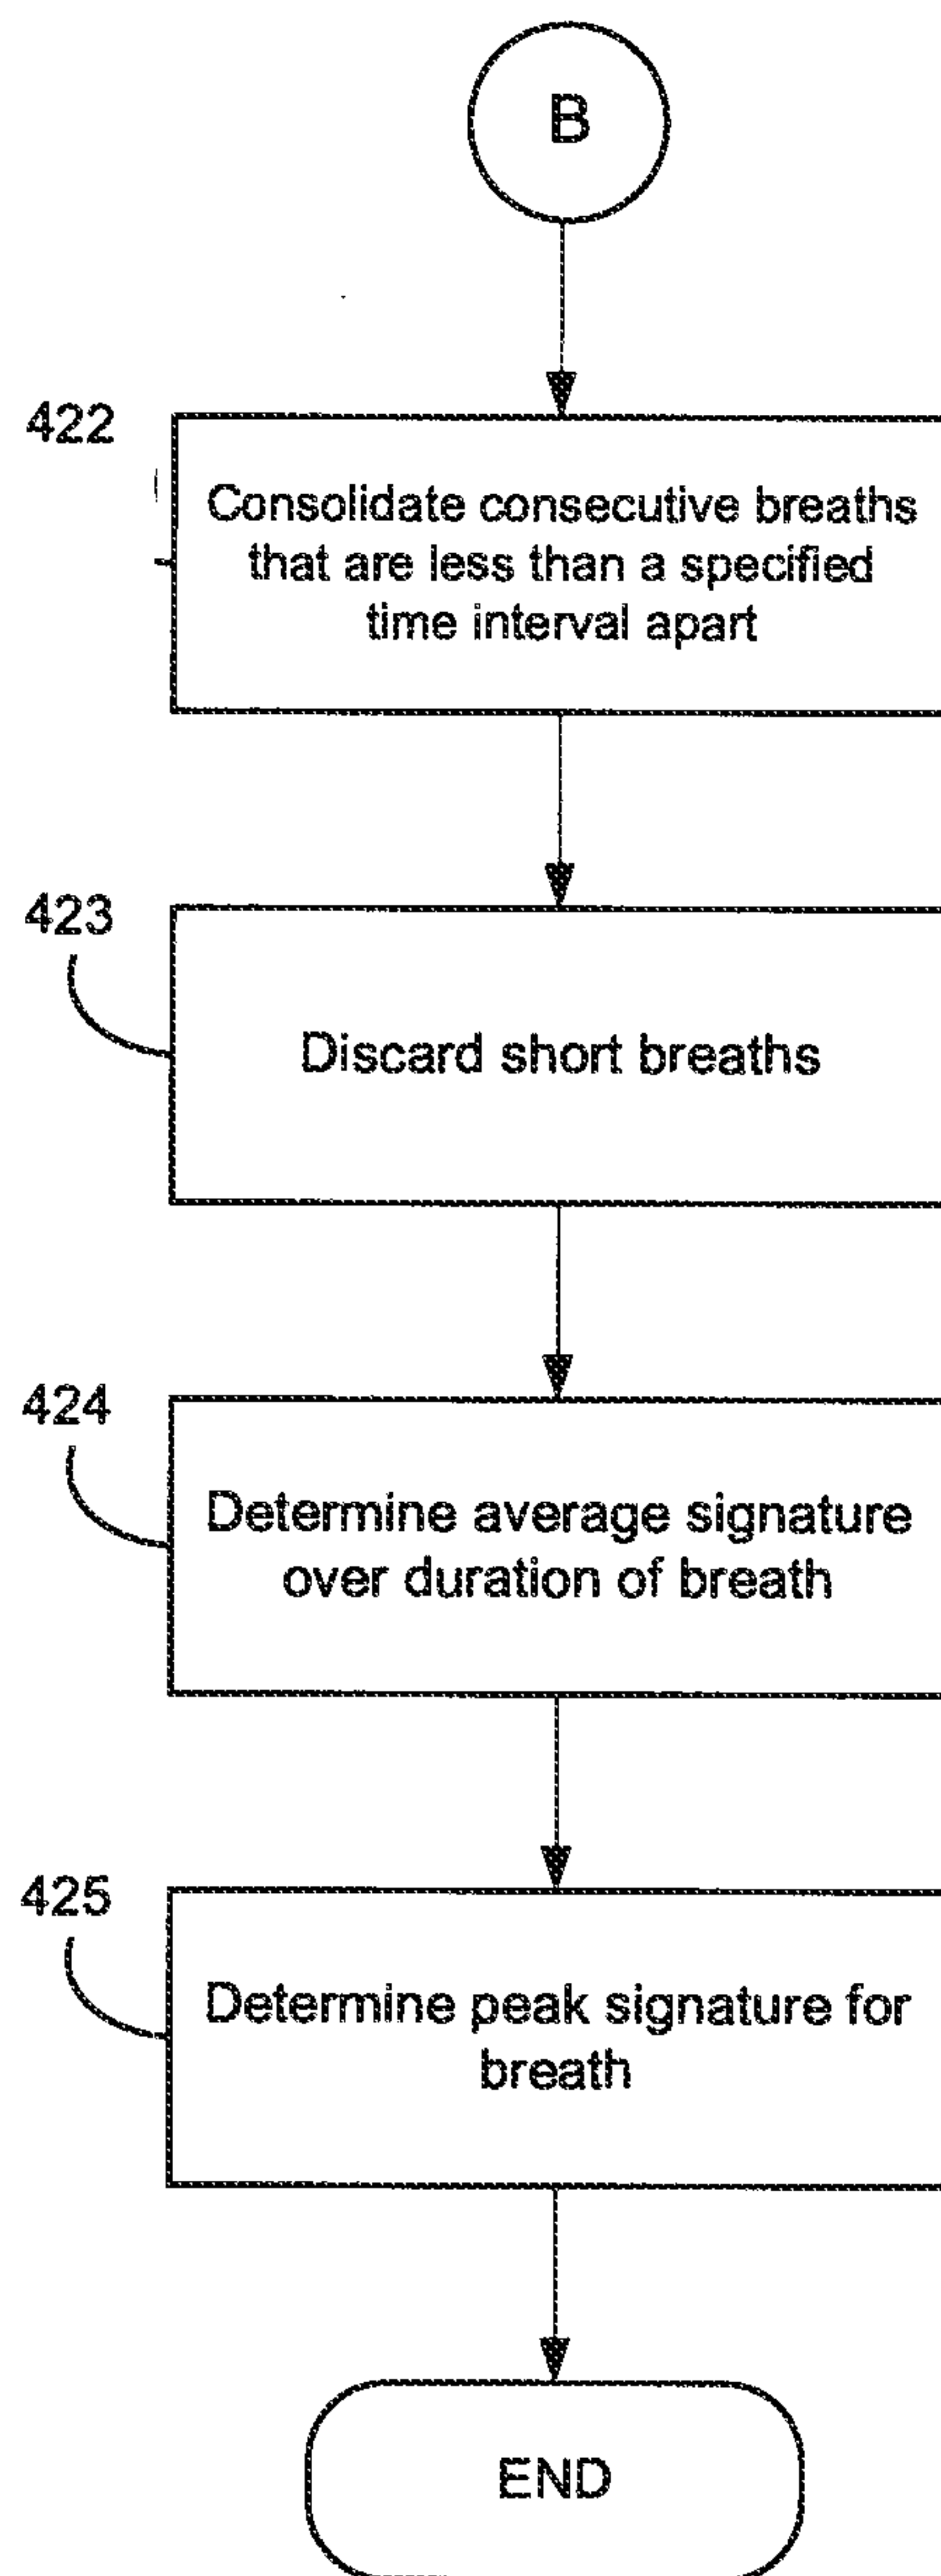 B
422
Consolidate consecutive breaths
that are less than a specified
time interval apart
423
Discard short breaths
424
Determine average signature
over duration of breath
425
Determine peak signature for
breath
END